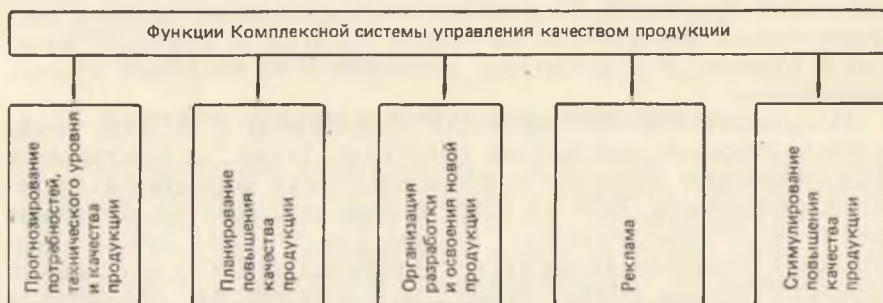 Функции Комплексной системы управления качеством продукции
Прогнозирование
потребностей,
технического уровня
и качества
продукции
Планирование
повышения
качества
продукции
Организация
разработки
и освоения новой
продукции
Реклама
Стимулирование
повышения
качества
продукции